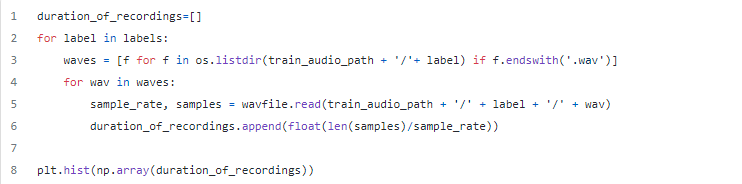 1 duration_of_recordings=[]
2 for label in labels:
3     waves = [f for f in os.listdir(train_audio_path + '/'+ label) if f.endswith('.wav')]
4     for wav in waves:
5         sample_rate, samples = wavfile.read(train_audio_path + '/' + label + '/' + wav)
6         duration_of_recordings.append(float(len(samples)/sample_rate))
7
8 plt.hist(np.array(duration_of_recordings))